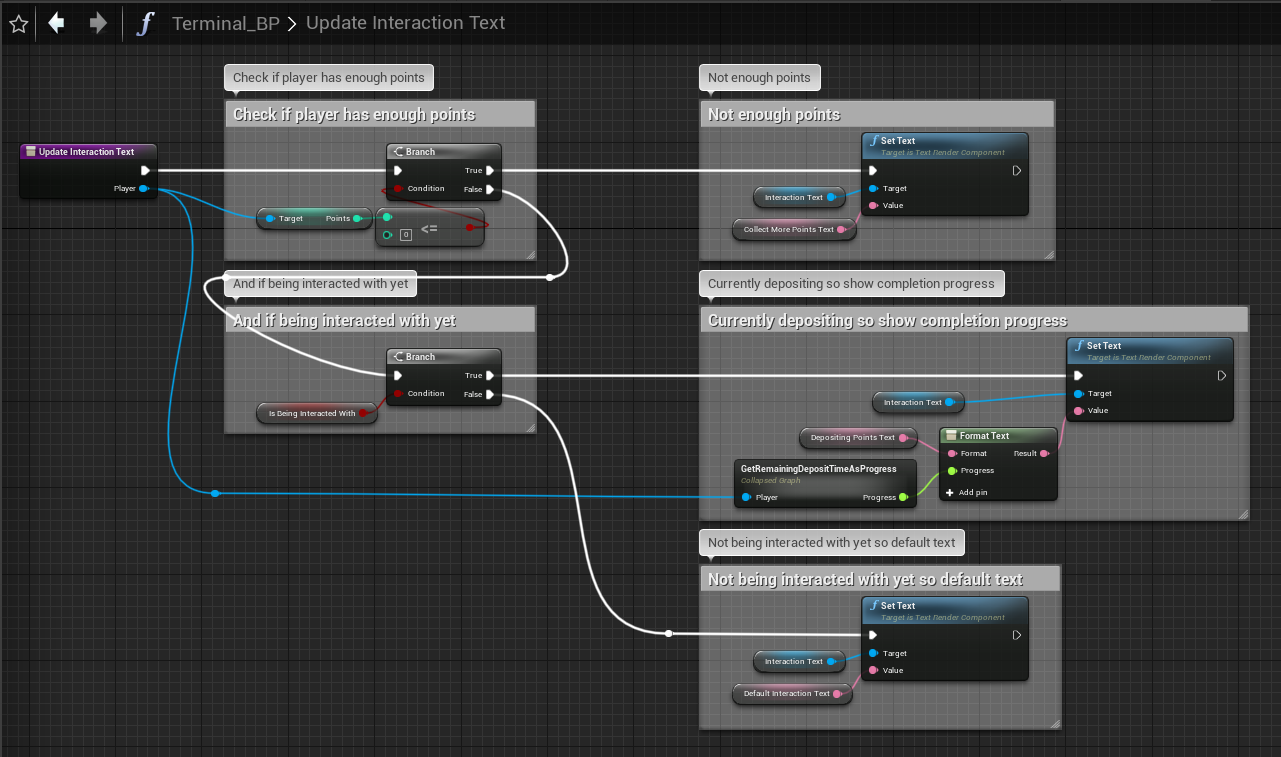 Terminal_BP > Update Interaction Text
Check if player has enough points
Check if player has enough points
Update Interaction Text
Player
Branch
True
Condition
False
Target Points
0 <=
Not enough points
Not enough points
Set Text
Target is Text Render Component
Target
Value
Interaction Text
Collect More Points Text
And if being interacted with yet
And if being interacted with yet
Branch
True
Condition
False
Is Being Interacted With
Currently depositing so show completion progress
Currently depositing so show completion progress
Set Text
Target is Text Render Component
Target
Value
Interaction Text
Depositing Points Text
Format Text
Format Result
Progress
Add pin
GetRemainingDepositTimeAsProgress
Collapsed Graph
Player Progress
Not being interacted with yet so default text
Not being interacted with yet so default text
Set Text
Target is Text Render Component
Target
Value
Interaction Text
Default Interaction Text